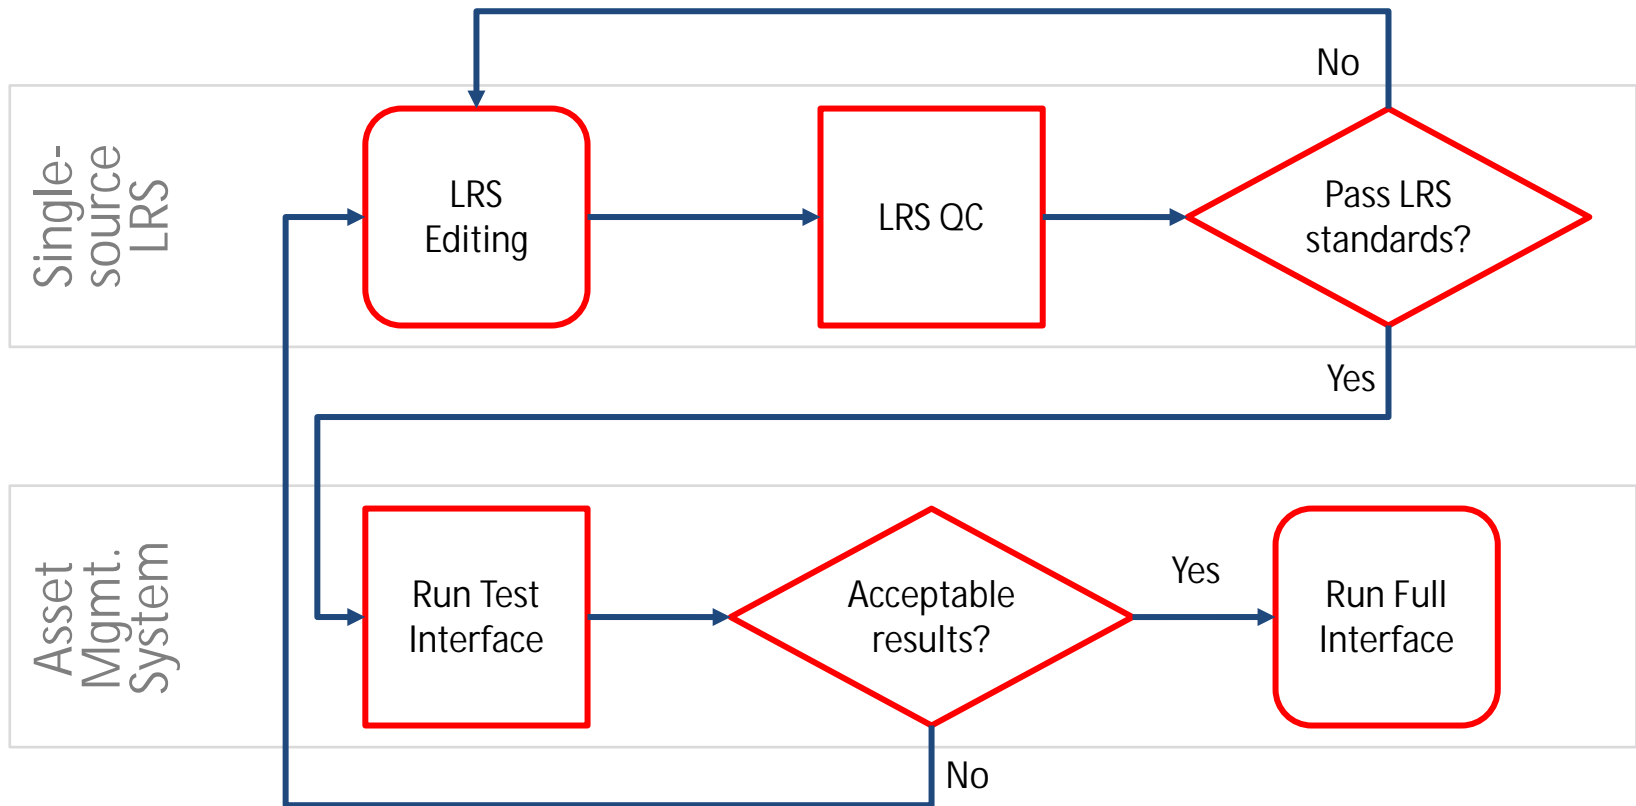 No
Single-
source
LRS
LRS
Editing
LRS QC
Pass LRS
standards?
Yes
Asset
Mgmt.
System
Run Test
Interface
Acceptable
results?
Yes
Run Full
Interface
No